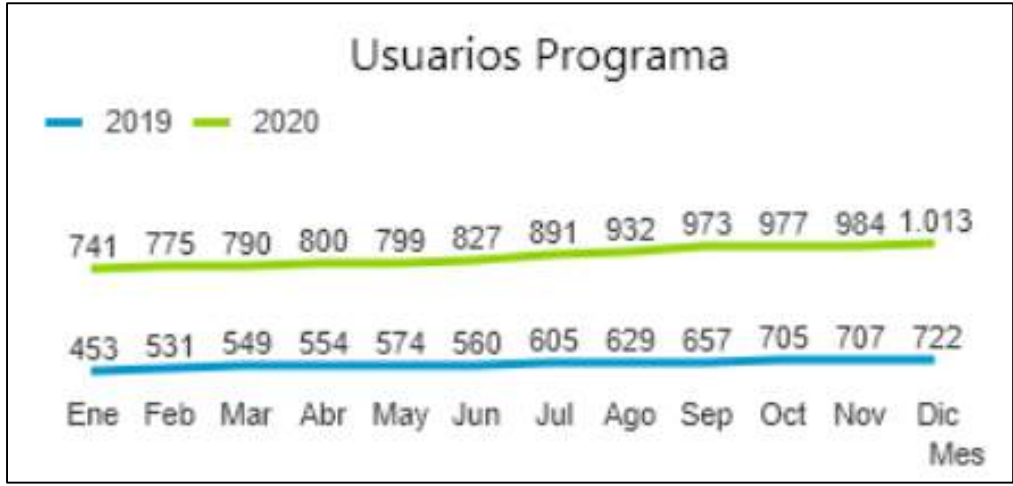 Usuarios Programa
2019 2020
741 775 790 800 799 827 891 932 973 977 984 1.013
453 531 549 554 574 560 605 629 657 705 707 722
Ene Feb Mar Abr May Jun Jul Ago Sep Oct Nov Dic
Mes